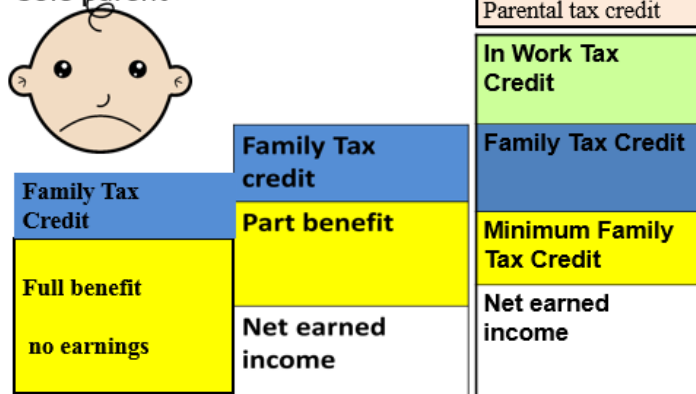 parent
Family Tax
Credit
Full benefit
no earnings
Family Tax
credit
Part benefit
Net earned
income
Parental tax credit
In Work Tax
Credit
Family Tax Credit
Minimum Family
Tax Credit
Net earned
income